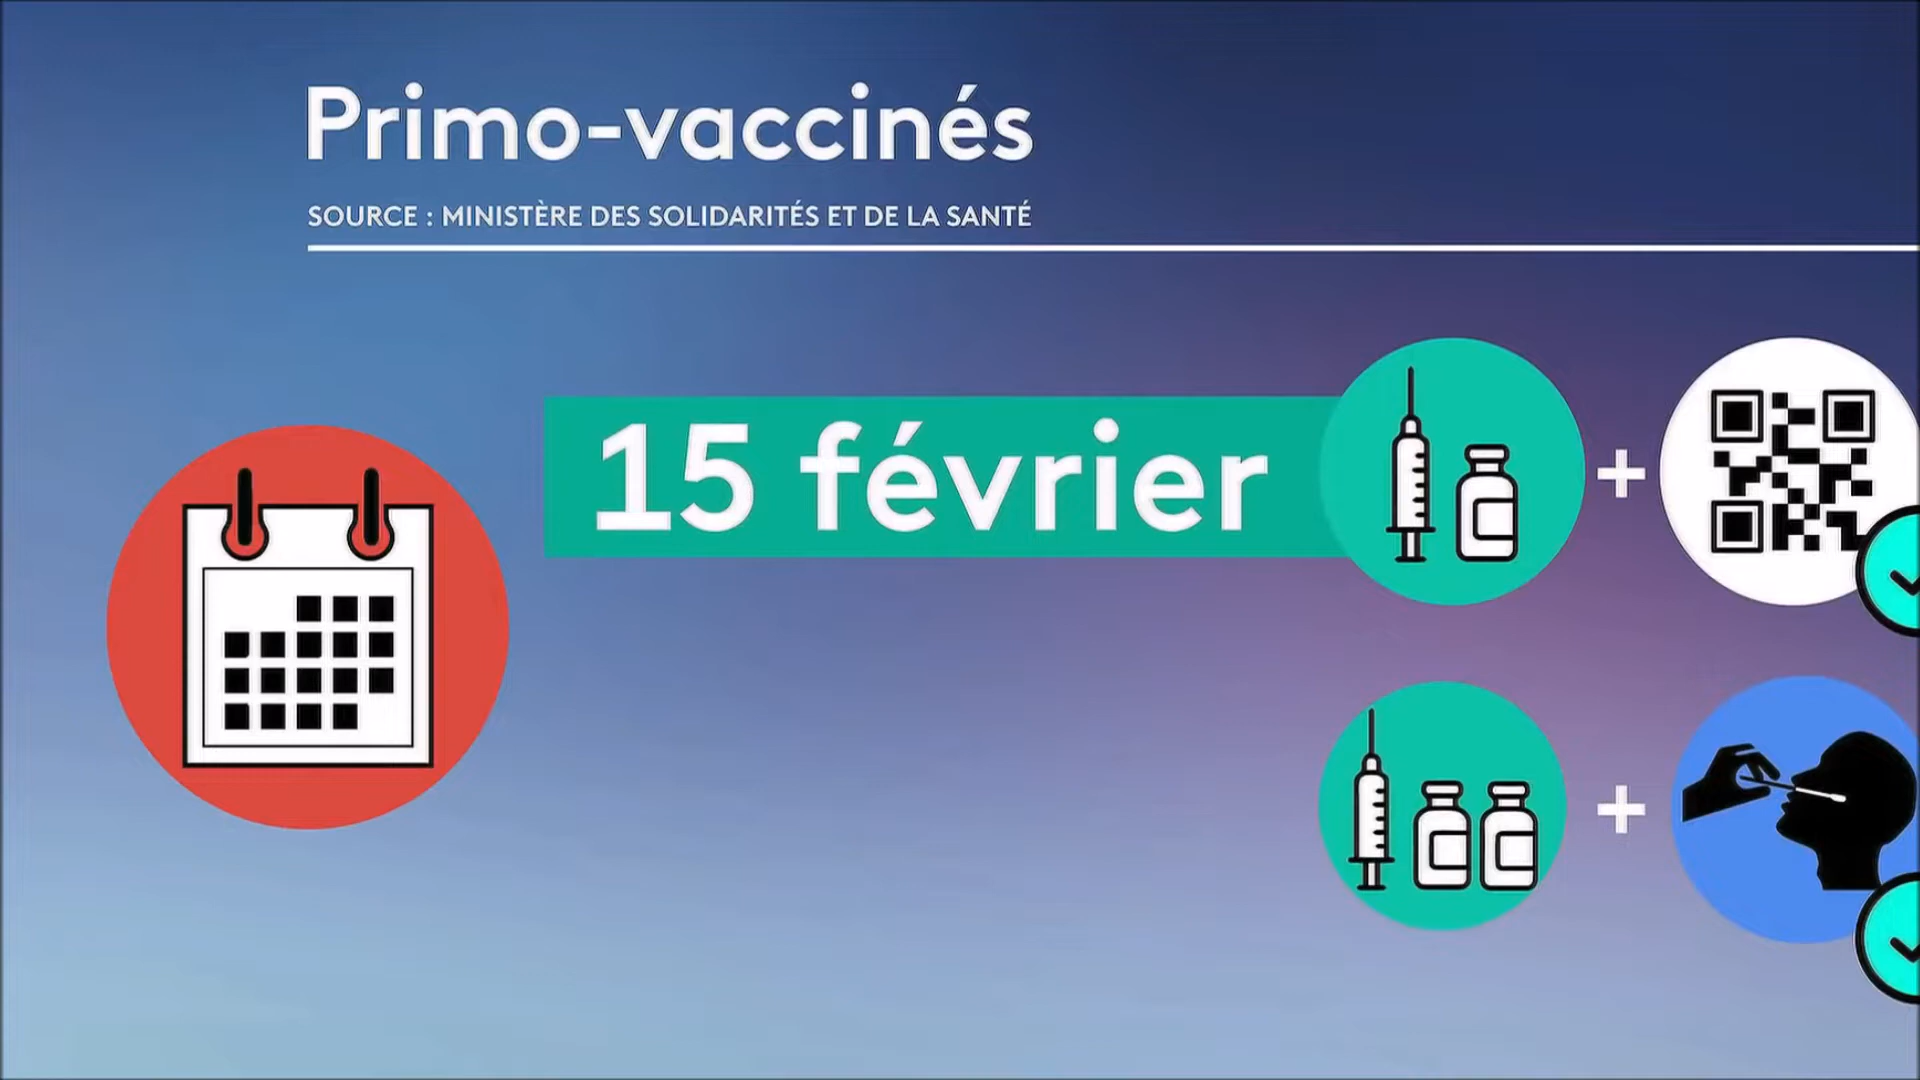 Primo-vaccinés
SOURCE : MINISTÈRE DES SOLIDARITÉS ET DE LA SANTÉ
15 février
+
+